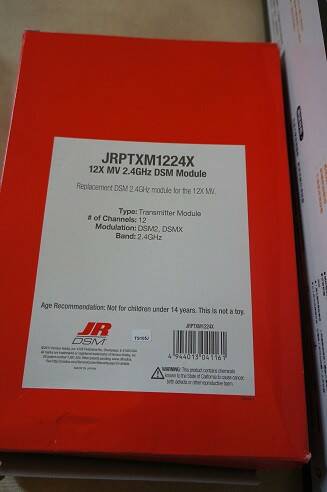 JRPTXM1224X
12X MV 2.4GHz DSM Module
Replacement DSM 2.4GHz module for the 12X MV.
Type: Transmitter Module
# of Channels: 12
Modulation: DSM2, DSMX
Band: 2.4GHz
Age Recommendation: Not for children under 14 years. This is not a toy.
JR
DSM
JRPTXM1224X
4 944013 041161
WARNING: This product contains chemicals
known to the State of California to cause cancer,
birth defects or other reproductive harm.